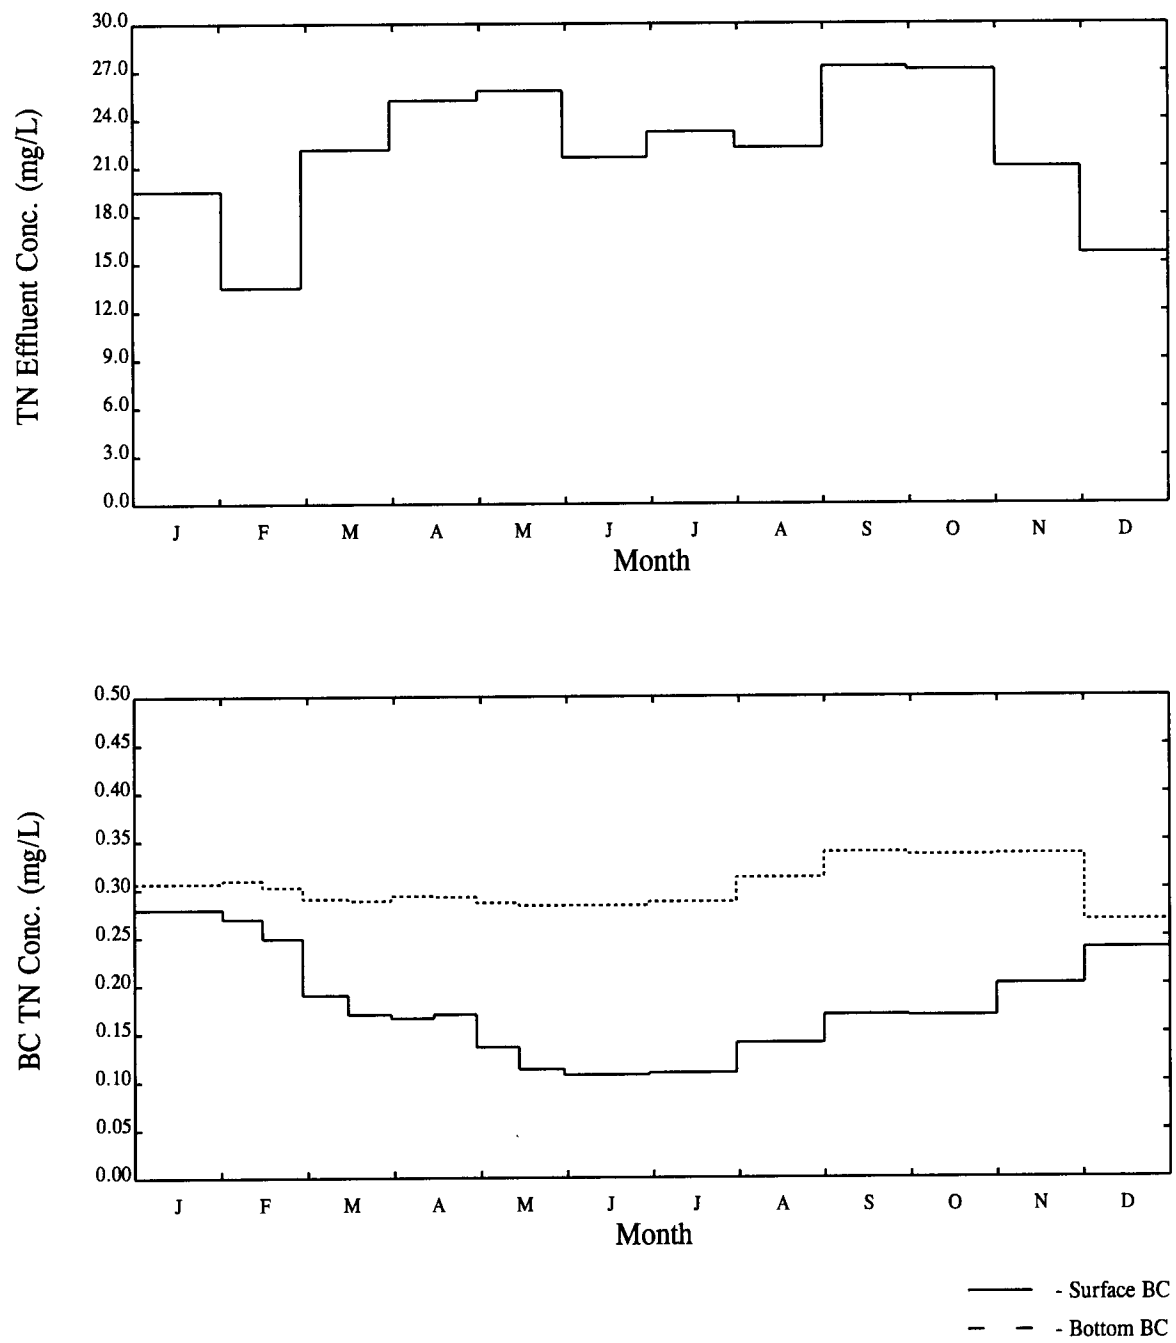 TN Effluent Conc. (mg/L)
30.0
27.0
24.0
21.0
18.0
15.0
12.0
9.0
6.0
3.0
0.0
J F M A M J J A S O N D
Month
BC TN Conc. (mg/L)
0.50
0.45
0.40
0.35
0.30
0.25
0.20
0.15
0.10
0.05
0.00
J F M A M J J A S O N D
Month
- Surface BC
- Bottom BC